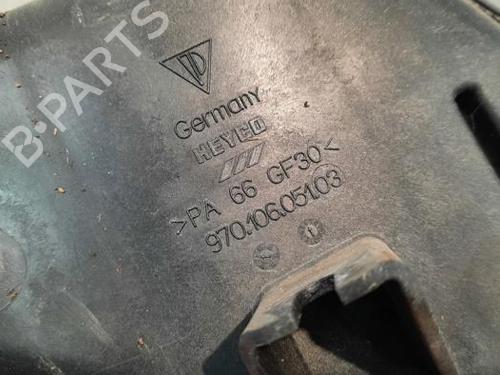 B-PARTS
Germany
HEYCO
>PA 66 GF30<
970.106.051.03